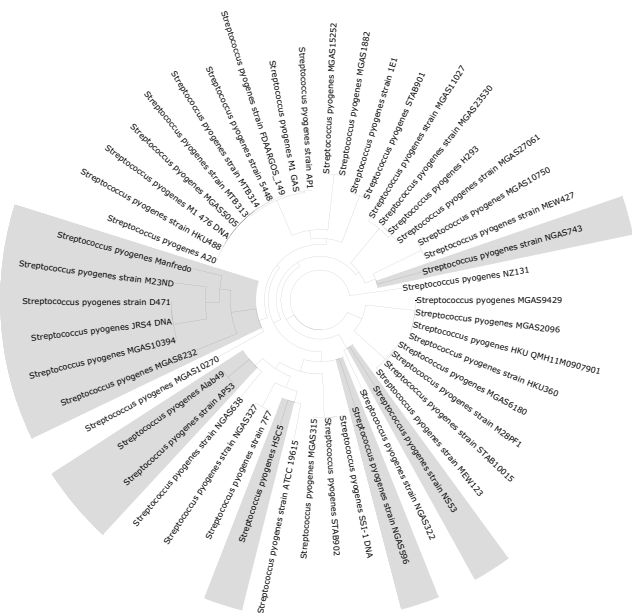 Streptococcus pyogenes MGAS15252
Streptococcus pyogenes MGAS1882
Streptococcus pyogenes strain 1E1
Streptococcus pyogenes STAB901
Streptococcus pyogenes strain MGAS11027
Streptococcus pyogenes strain MGAS23530
Streptococcus pyogenes H293
Streptococcus pyogenes strain MGAS27061
Streptococcus pyogenes MGAS10750
Streptococcus pyogenes strain MEW427
Streptococcus pyogenes strain NGAS743
Streptococcus pyogenes NZ131
Streptococcus pyogenes MGAS9429
Streptococcus pyogenes MGAS2096
Streptococcus pyogenes HKU QMH11M0907901
Streptococcus pyogenes strain HKU360
Streptococcus pyogenes MGAS6180
Streptococcus pyogenes strain M28PF1
Streptococcus pyogenes strain STAB10015
Streptococcus pyogenes strain MEW123
Streptococcus pyogenes strain NS53
Streptococcus pyogenes strain NGAS322
Streptococcus pyogenes strain NGAS596
Streptococcus pyogenes SSI-1 DNA
Streptococcus pyogenes STAB902
Streptococcus pyogenes MGAS315
Streptococcus pyogenes strain ATCC 19615
Streptococcus pyogenes HSC5
Streptococcus pyogenes strain 7F7
Streptococcus pyogenes strain NGAS327
Streptococcus pyogenes strain NGAS638
Streptococcus pyogenes strain AP53
Streptococcus pyogenes Alab49
Streptococcus pyogenes MGAS10270
Streptococcus pyogenes MGAS8232
Streptococcus pyogenes MGAS10394
Streptococcus pyogenes JRS4 DNA
Streptococcus pyogenes strain D471
Streptococcus pyogenes strain M23ND
Streptococcus pyogenes Manfredo
Streptococcus pyogenes A20
Streptococcus pyogenes strain HKU488
Streptococcus pyogenes M1 476 DNA
Streptococcus pyogenes MGAS5005
Streptococcus pyogenes strain MTB313
Streptococcus pyogenes strain MTB314
Streptococcus pyogenes strain 5448
Streptococcus pyogenes strain FDAARGOS_149
Streptococcus pyogenes M1 GAS
Streptococcus pyogenes strain AP1